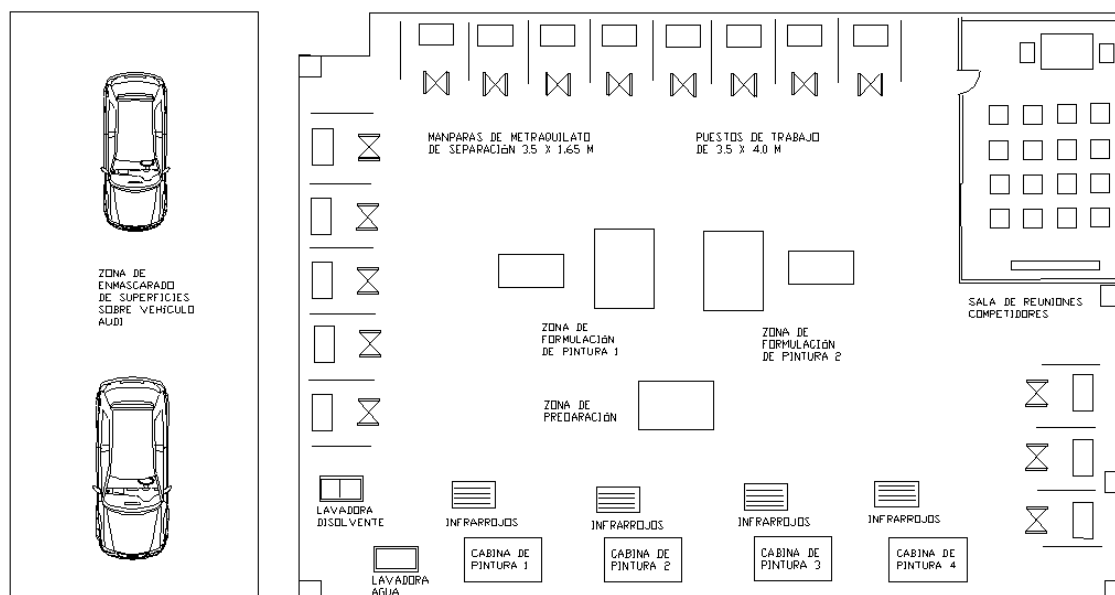 MANPARAS DE METRAQUILATO
DE SEPARACIÓN 3.5 X 1.65 M
PUESTOS DE TRABAJO
DE 3.5 X 4.0 M
ZONA DE
ENMASCARADO
DE SUPERFICIES
SOBRE VEHÍCULO
AUDI
SALA DE REUNIONES
COMPETIDORES
ZONA DE
FORMULACIÓN
DE PINTURA 1
ZONA DE
FORMULACIÓN
DE PINTURA 2
ZONA DE
PREPARACIÓN
LAVADORA
DISOLVENTE
INFRARROJOS
INFRARROJOS
INFRARROJOS
INFRARROJOS
CABINA DE
PINTURA 1
CABINA DE
PINTURA 2
CABINA DE
PINTURA 3
CABINA DE
PINTURA 4
LAVADORA
AGUA